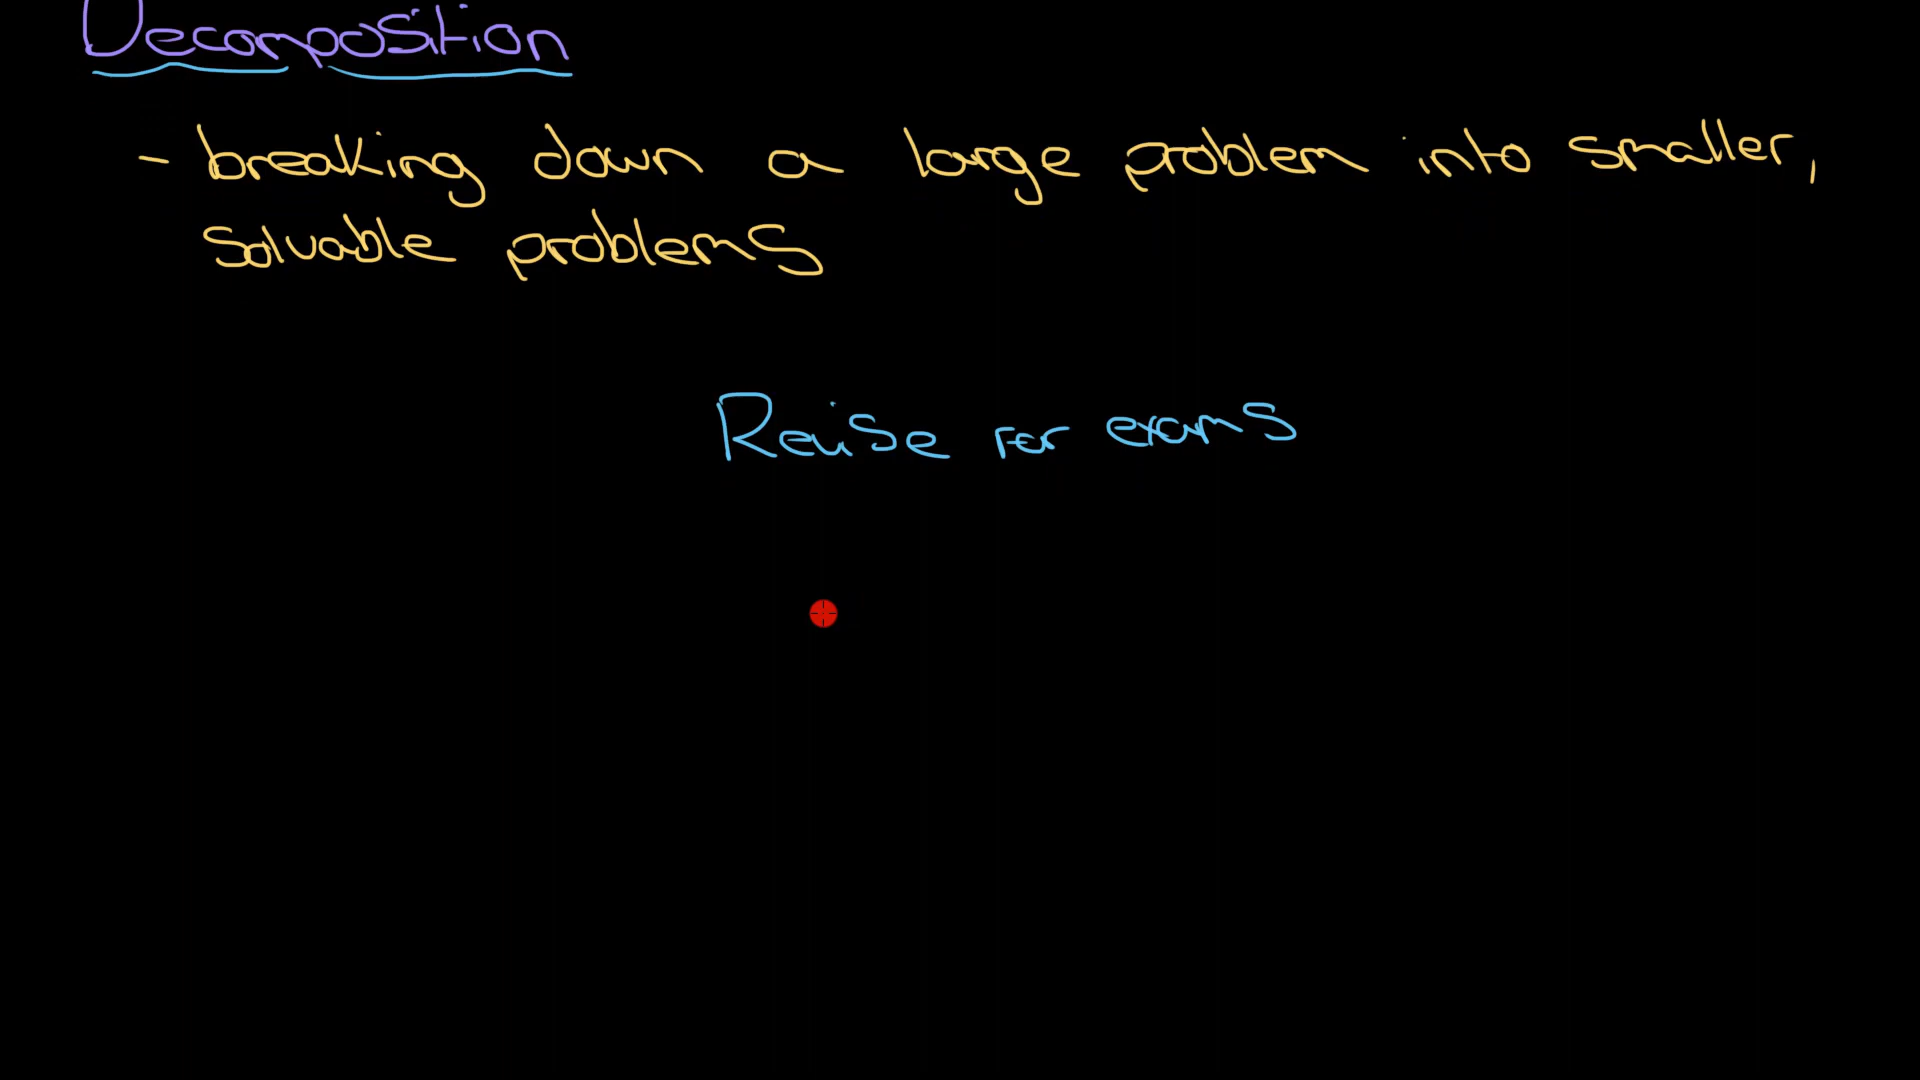 Decomposition
- breaking down a large problem into smaller,
solvable problems
Revise for exams